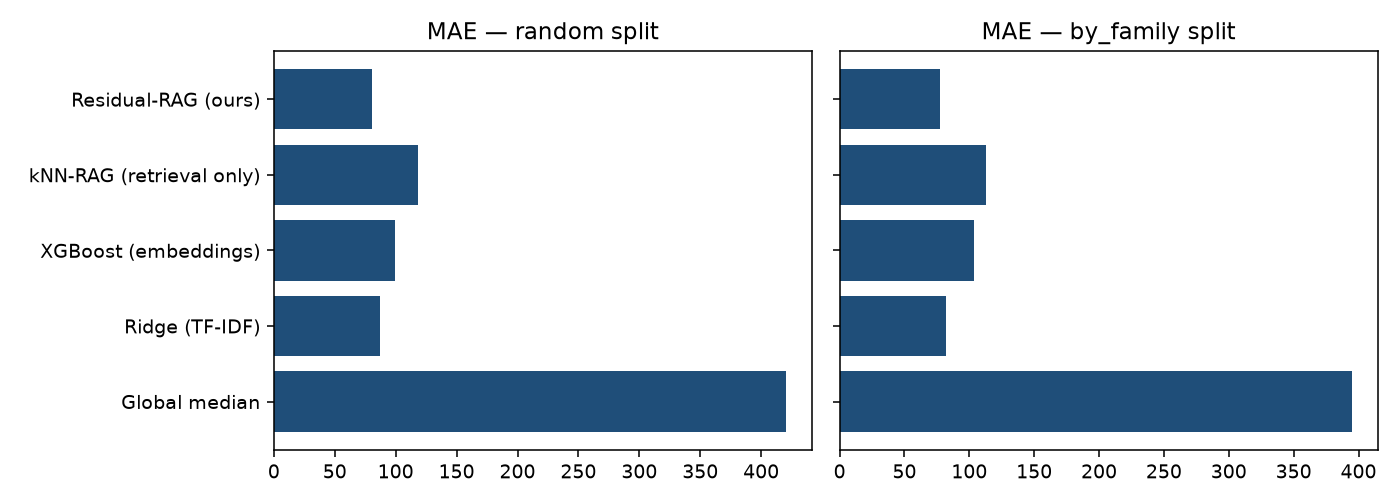 MAE — random split
MAE — by_family split
Residual-RAG (ours)
kNN-RAG (retrieval only)
XGBoost (embeddings)
Ridge (TF-IDF)
Global median
0 50 100 150 200 250 300 350 400
0 50 100 150 200 250 300 350 400